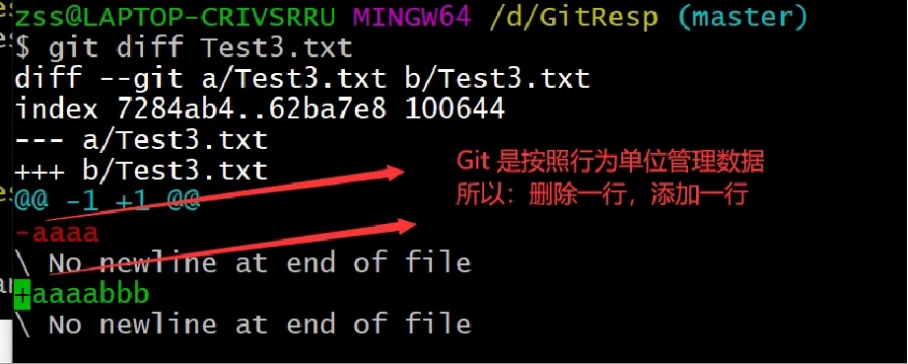 zss@LAPTOP-CRIVSRRU MINGW64 /d/GitResp (master)
$ git diff Test3.txt
diff --git a/Test3.txt b/Test3.txt
index 7284ab4..62ba7e8 100644
--- a/Test3.txt
+++ b/Test3.txt
@@ -1 +1 @@
-aaaa
\ No newline at end of file
+aaaabbb
\ No newline at end of file
Git 是按照行为单位管理数据
所以：删除一行，添加一行